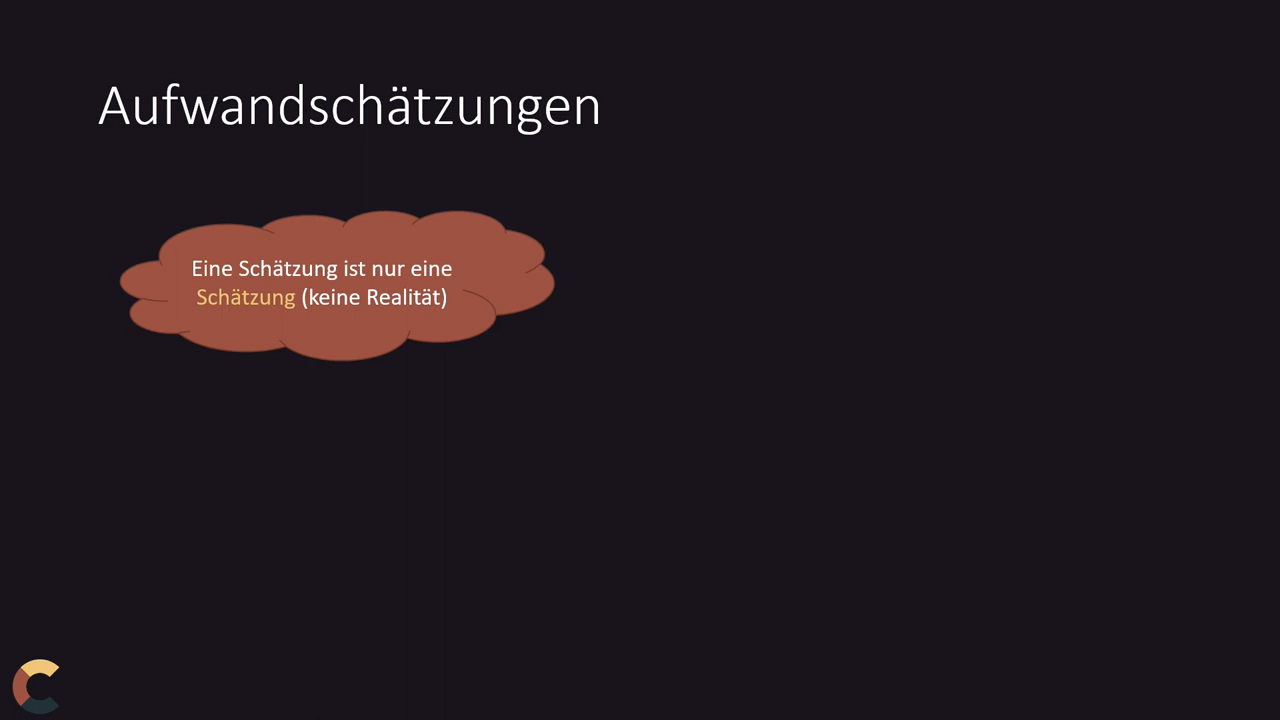 Aufwandschätzungen
Eine Schätzung ist nur eine
Schätzung (keine Realität)